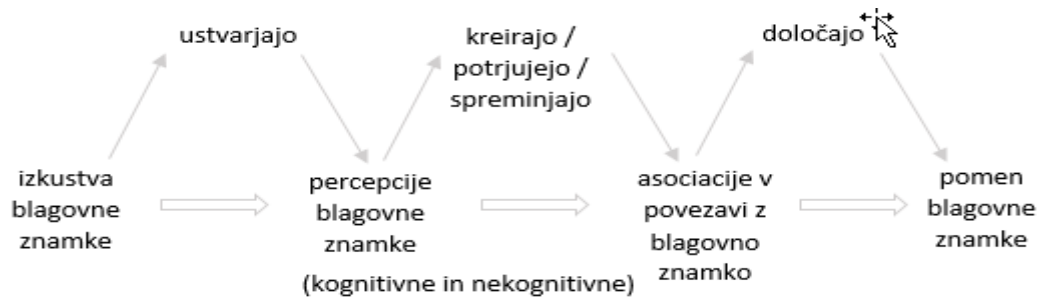 ustvarjajo
kreirajo /
potrjujejo /
spreminjajo
določajo
izkustva
blagovne
znamke
percepcije
blagovne
znamke
(kognitivne in nekognitivne)
asociacije v
povezavi z
blagovno
znamko
pomen
blagovne
znamke